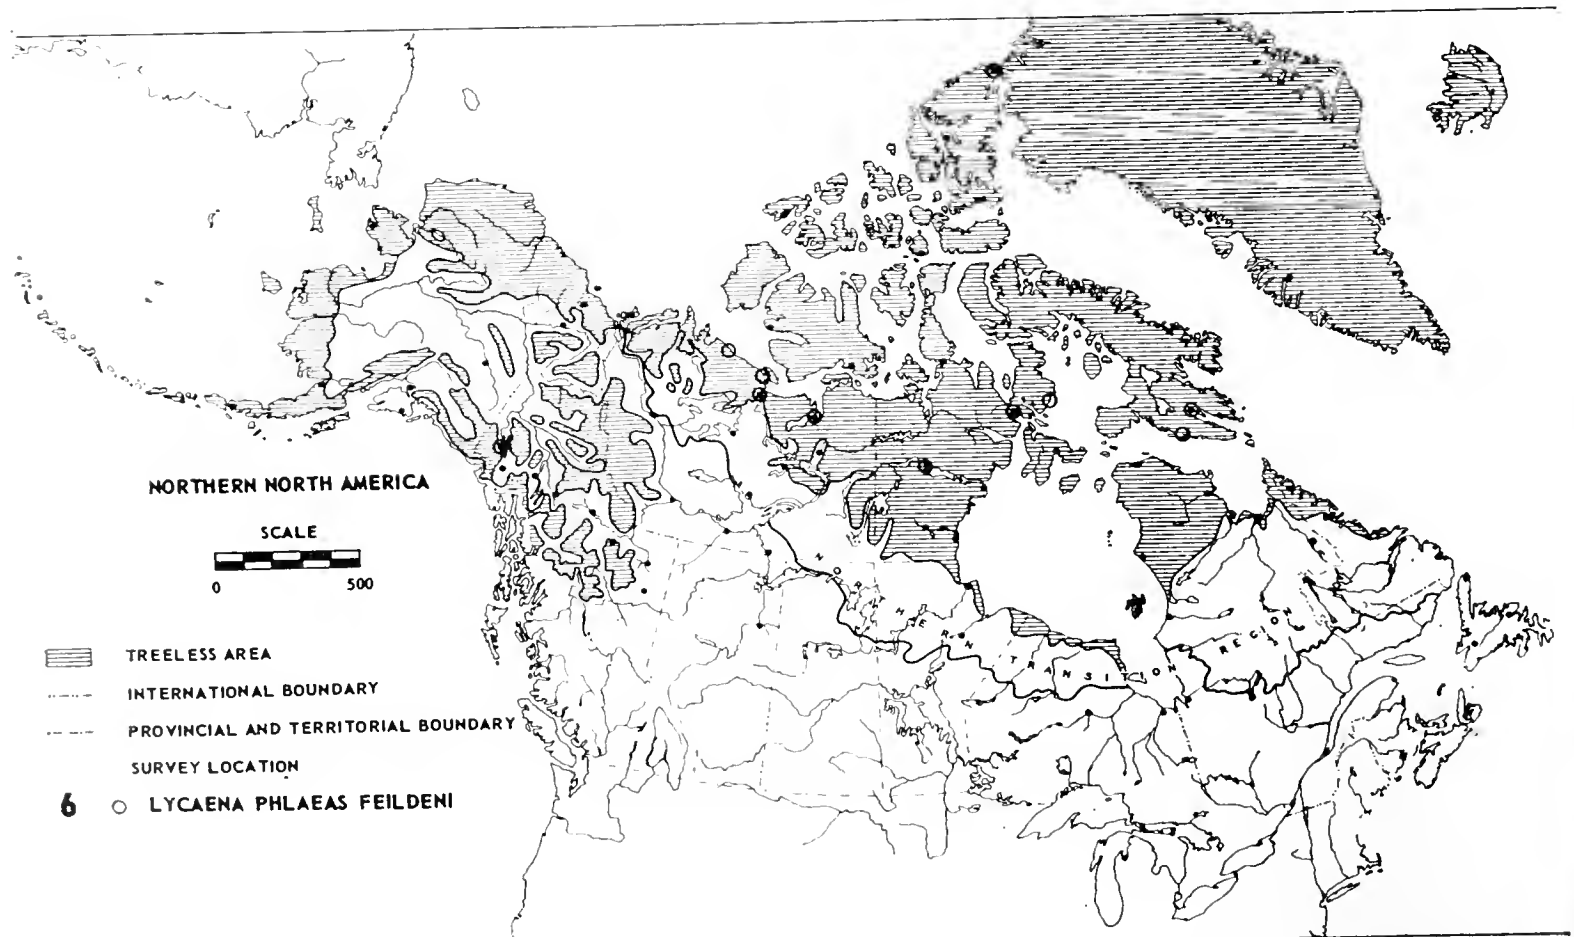 NORTHERN NORTH AMERICA
SCALE
0 500
TREELESS AREA
INTERNATIONAL BOUNDARY
PROVINCIAL AND TERRITORIAL BOUNDARY
SURVEY LOCATION
6 LYCAENA PHLAEAS FEILDENI
NORTHERN TRANSITION REGION